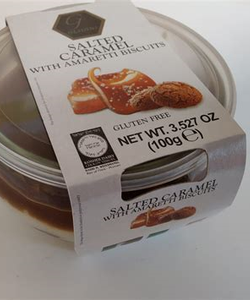 G
SALTED
CARAMEL
WITH AMARETTI BISCUITS
GLUTEN FREE
NET WT. 3.527 OZ
(100g ℮)
SALTED CARAMEL
WITH AMARETTI BISCUITS